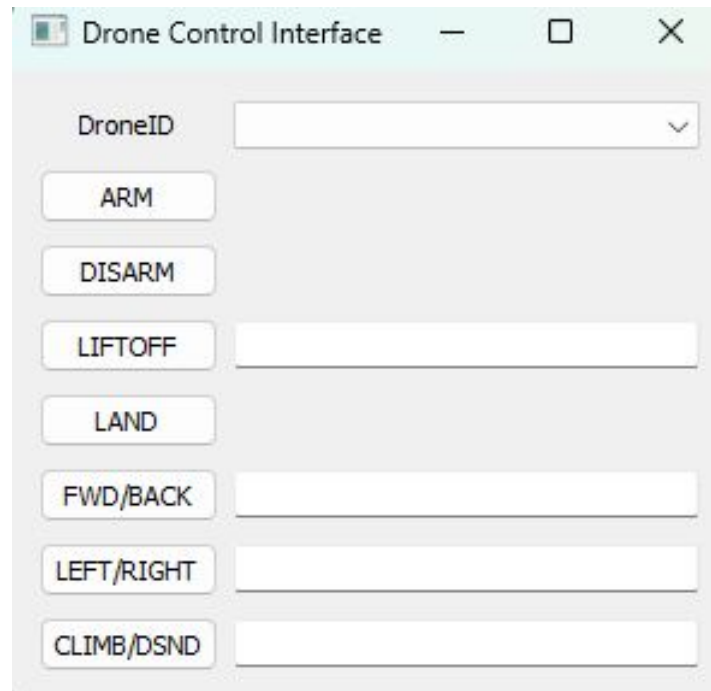 Drone Control Interface
DroneID
ARM
DISARM
LIFTOFF
LAND
FWD/BACK
LEFT/RIGHT
CLIMB/DSND